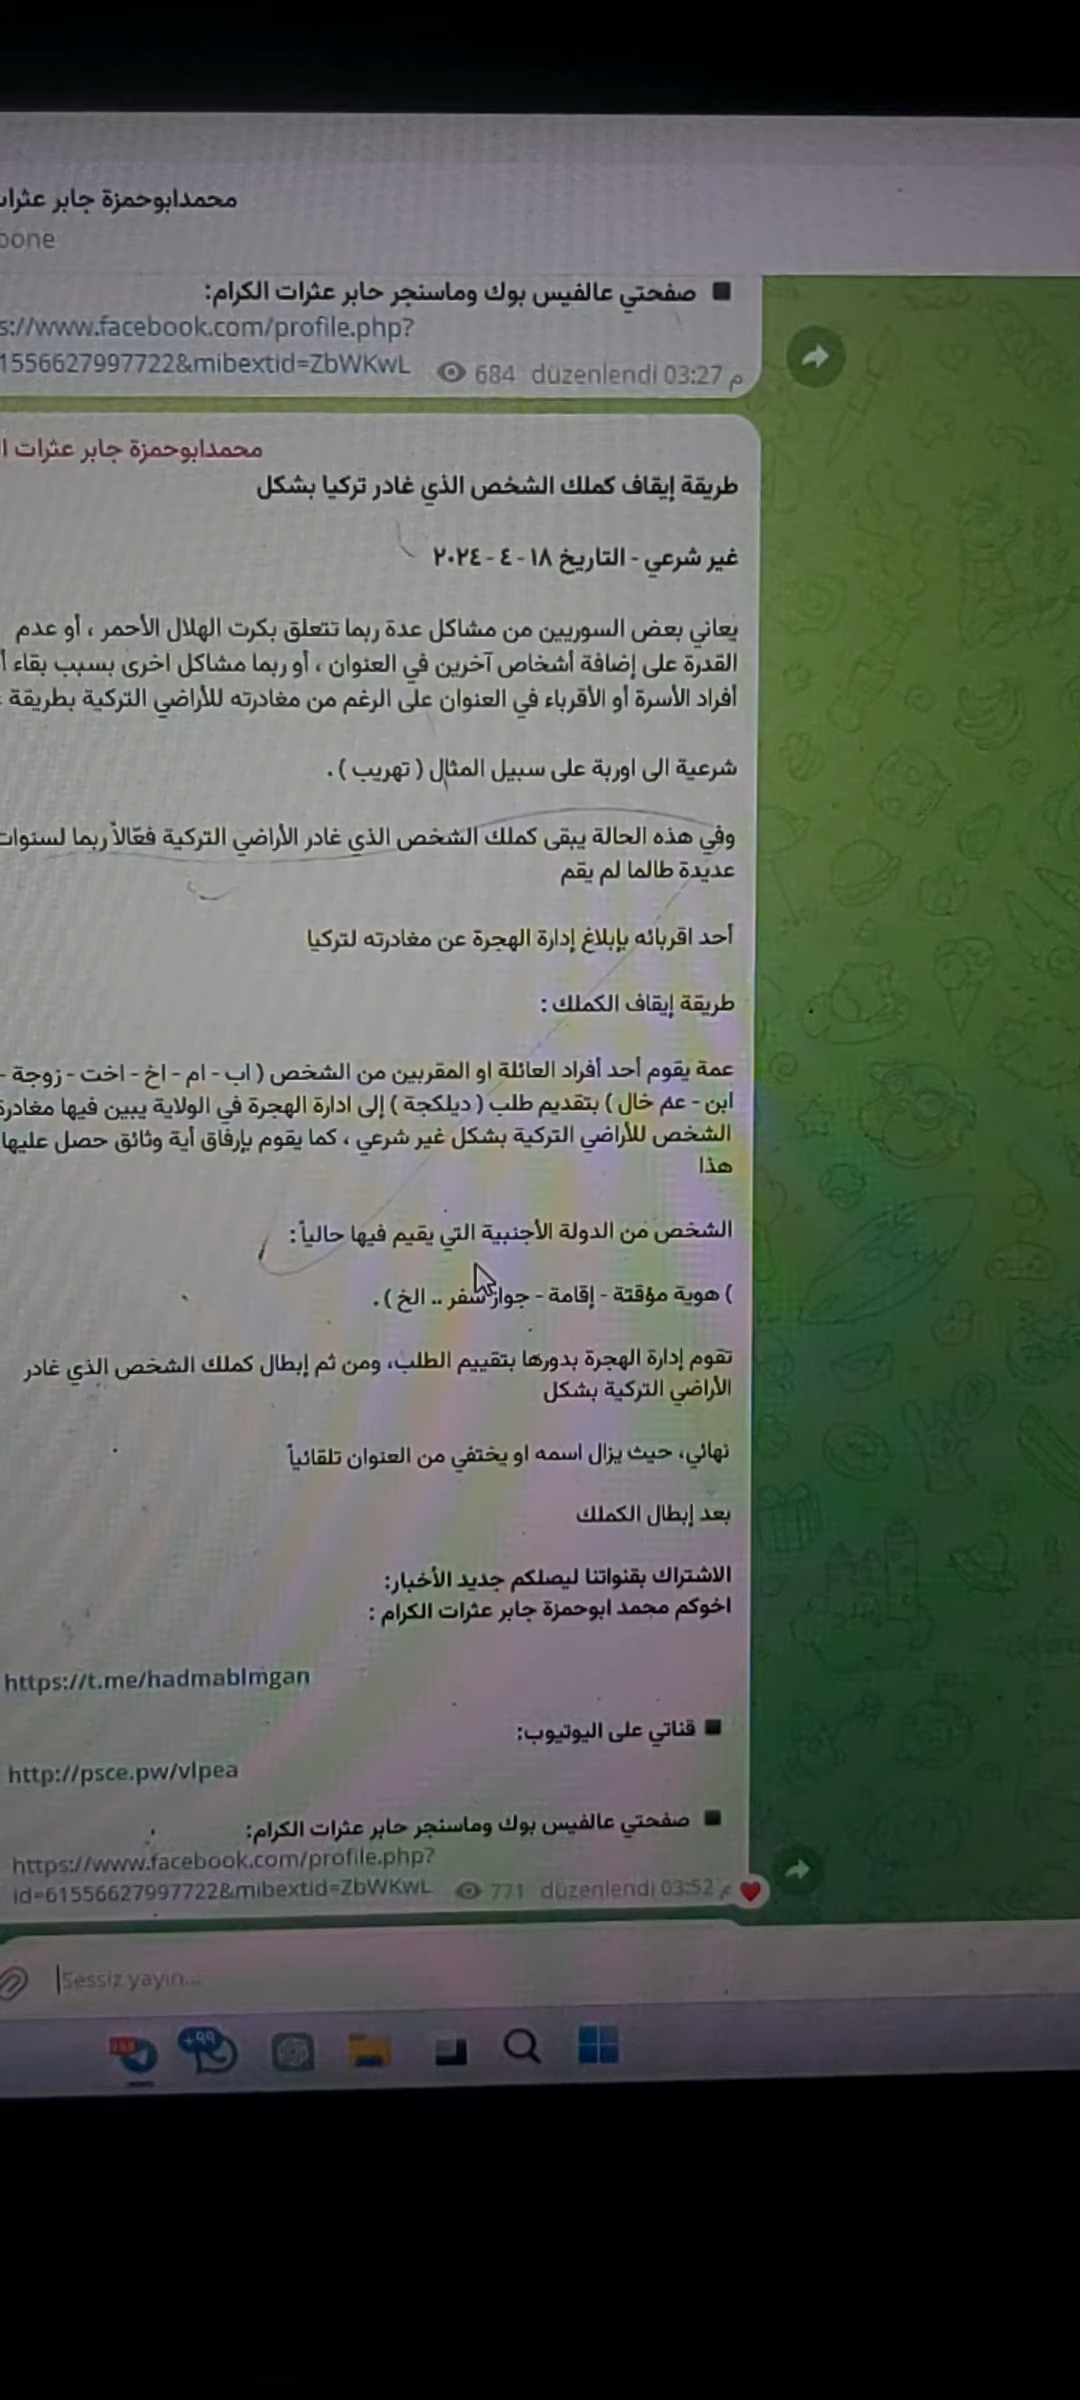 محمدابوحمزة جابر عثرات
bone
■ صفحتي عالفيس بوك وماسنجر حابر عثرات الكرام:
s://www.facebook.com/profile.php?
1556627997722&mibextid=ZbWKwL 684 düzenlendi 03:27 م
محمدابوحمزة جابر عثرات ا
طريقة إيقاف كملك الشخص الذي غادر تركيا بشكل
غير شرعي - التاريخ ١٨ - ٤ - ٢٠٢٤
يعاني بعض السوريين من مشاكل عدة ربما تتعلق بكرت الهلال الأحمر ، أو عدم
القدرة على إضافة أشخاص آخرين في العنوان ، أو ربما مشاكل اخرى بسبب بقاء أ
أفراد الأسرة أو الأقرباء في العنوان على الرغم من مغادرته للأراضي التركية بطريقة
شرعية الى اوربة على سبيل المثال ( تهريب ) .
وفي هذه الحالة يبقى كملك الشخص الذي غادر الأراضي التركية فعّالاً ربما لسنوات
عديدة طالما لم يقم
أحد اقربائه بإبلاغ إدارة الهجرة عن مغادرته لتركيا
طريقة إيقاف الكملك :
عمة يقوم أحد أفراد العائلة او المقربين من الشخص ( اب - ام - اخ - اخت - زوجة -
ابن - عم خال ) بتقديم طلب ( ديلكجة ) إلى ادارة الهجرة في الولاية يبين فيها مغادرة
الشخص للأراضي التركية بشكل غير شرعي ، كما يقوم بإرفاق أية وثائق حصل عليها
هذا
الشخص من الدولة الأجنبية التي يقيم فيها حالياً :
) هوية مؤقتة - إقامة - جواز سفر .. الخ ) .
تقوم إدارة الهجرة بدورها بتقييم الطلب، ومن ثم إبطال كملك الشخص الذي غادر
الأراضي التركية بشكل
نهائي، حيث يزال اسمه او يختفي من العنوان تلقائياً
بعد إبطال الكملك
الاشتراك بقنواتنا ليصلكم جديد الأخبار:
اخوكم محمد ابوحمزة جابر عثرات الكرام :
https://t.me/hadmablmgan
■ قناتي على اليوتيوب:
http://psce.pw/vlpea
■ صفحتي عالفيس بوك وماسنجر حابر عثرات الكرام:
https://www.facebook.com/profile.php?
id=61556627997722&mibextid=ZbWKwL 771 düzenlendi 03:52 م
Sessiz yayın...
+99